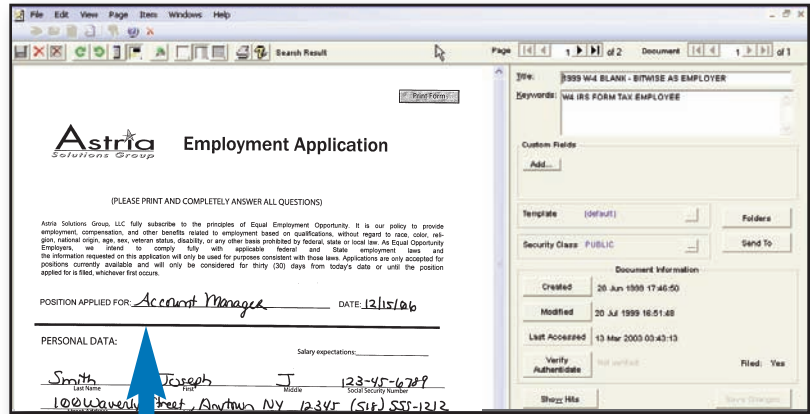 File Edit View Page Item Windows Help
Search Result
Page 1 of 2 Document 1 of 1
Print Form
Astria
Solutions Group
Employment Application
(PLEASE PRINT AND COMPLETELY ANSWER ALL QUESTIONS)
Astria Solutions Group, LLC fully subscribe to the principles of Equal Employment Opportunity. It is our policy to provide
employment, compensation, and other benefits related to employment based on qualifications, without regard to race, color, reli-
gion, national origin, age, sex, veteran status, disability, or any other basis prohibited by federal, state or local law. As Equal Opportunity
Employers, we intend to comply fully with applicable federal and State employment laws and
the information requested on this application will only be used for purposes consistent with those laws. Applications are only accepted for
positions currently available and will only be considered for thirty (30) days from today's date or until the position
applied for is filled, whichever first occurs.
POSITION APPLIED FOR: Account Manager DATE: 12/15/06
PERSONAL DATA:
Salary expectations:
Smith Joseph J 123-45-6789
Last Name First Middle Social Security Number
100 Waverly Street, Anytown NY 12345 (518) 555-1212
Title: 1999 W-4 BLANK - BITWISE AS EMPLOYER
Keywords: W4 IRS FORM TAX EMPLOYEE
Custom Fields
Add...
Template (default) ... Folders
Security Class PUBLIC ... Send To
Document Information
Created 28 Jun 1999 17:46:50
Modified 20 Jul 1999 16:51:48
Last Accessed 13 Mar 2003 03:43:13
Verify
Authentidate Not verified Filed: Yes
Show Hits Save Changes